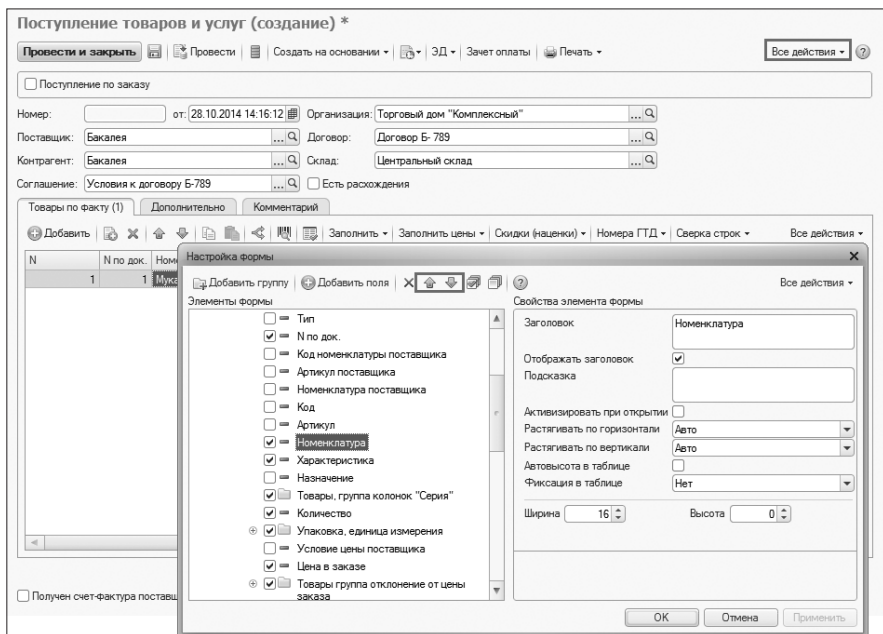 Поступление товаров и услуг (создание) *
Провести и закрыть Провести Создать на основании ЭД Зачет оплаты Печать Все действия
Поступление по заказу
Номер: от: 28.10.2014 14:16:12 Организация: Торговый дом "Комплексный"
Поставщик: Бакалея Договор: Договор Б- 789
Контрагент: Бакалея Склад: Центральный склад
Соглашение: Условия к договору Б-789 Есть расхождения
Товары по факту (1) Дополнительно Комментарий
Добавить Заполнить Заполнить цены Скидки (наценки) Номера ГТД Сверка строк Все действия
N N по док. Номе
1 1 Мука
Настройка формы
Добавить группу Добавить поля Все действия
Элементы формы
Тип
N по док.
Код номенклатуры поставщика
Артикул поставщика
Номенклатура поставщика
Код
Артикул
Номенклатура
Характеристика
Назначение
Товары, группа колонок "Серия"
Количество
Упаковка, единица измерения
Условие цены поставщика
Цена в заказе
Товары группа отклонение от цены
заказа
Свойства элемента формы
Заголовок Номенклатура
Отображать заголовок
Подсказка
Активизировать при открытии
Растягивать по горизонтали Авто
Растягивать по вертикали Авто
Автовысота в таблице
Фиксация в таблице Нет
Ширина 16 Высота 0
Получен счет-фактура поставщ
OK Отмена Применить